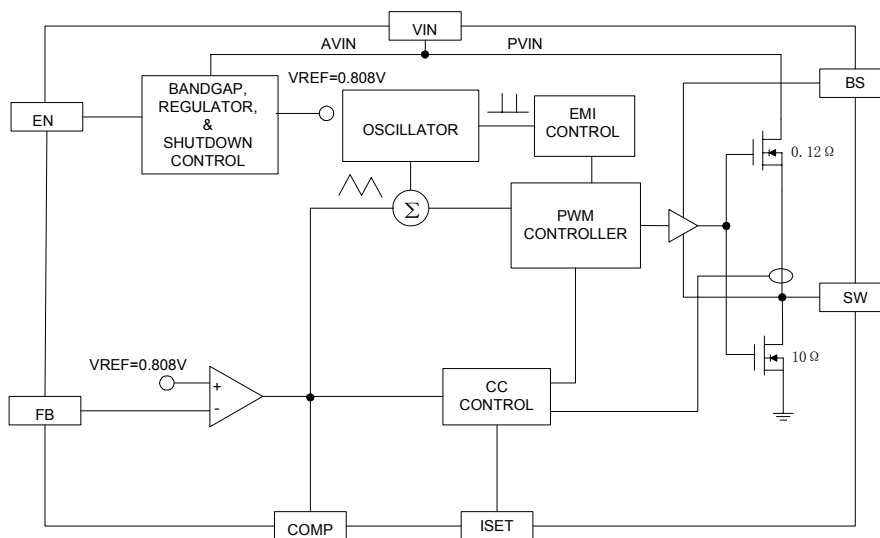 VIN
AVIN
PVIN
BANDGAP,
REGULATOR,
&
SHUTDOWN
CONTROL
VREF=0.808V
OSCILLATOR
EMI
CONTROL
BS
EN
0.12Ω
Σ
PWM
CONTROLLER
SW
VREF=0.808V
+
-
FB
CC
CONTROL
10Ω
COMP
ISET